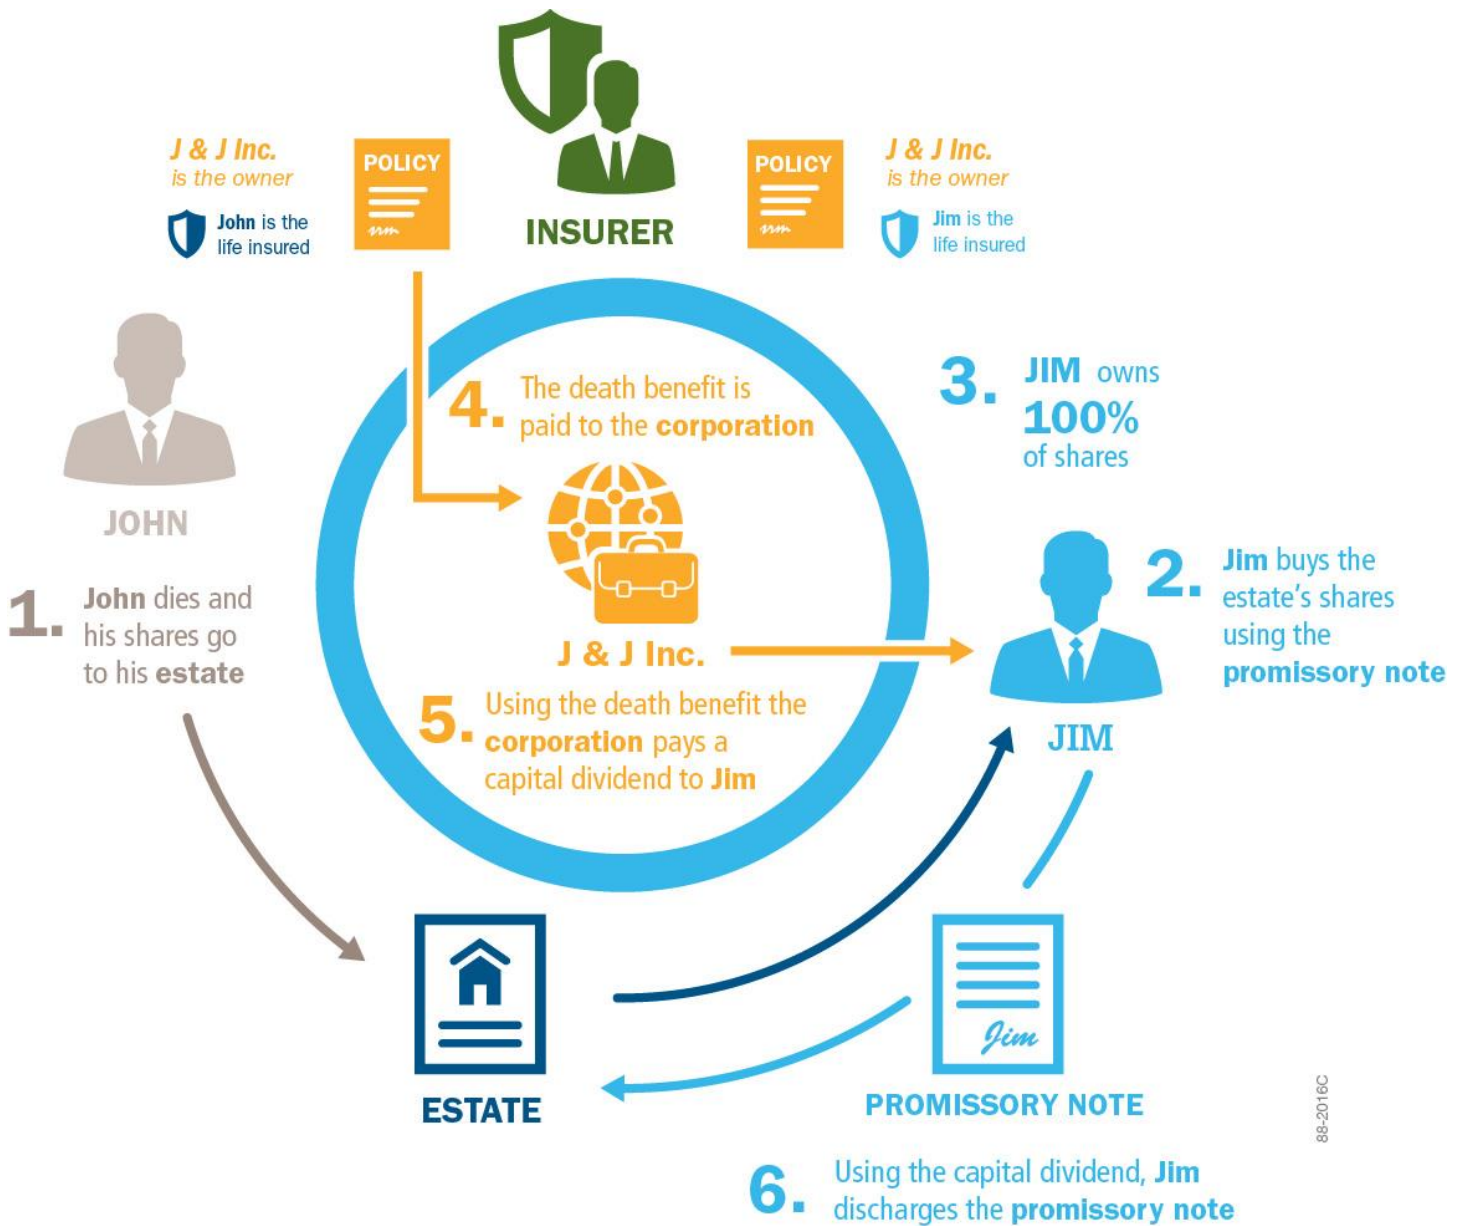 J & J Inc.
is the owner
John is the
life insured
POLICY
INSURER
POLICY
J & J Inc.
is the owner
Jim is the
life insured
JOHN
1. John dies and
his shares go
to his estate
4. The death benefit is
paid to the corporation
J & J Inc.
5. Using the death benefit the
corporation pays a
capital dividend to Jim
3. JIM owns
100%
of shares
2. Jim buys the
estate's shares
using the
promissory note
JIM
ESTATE
Jim
PROMISSORY NOTE
6. Using the capital dividend, Jim
discharges the promissory note
88-2016C